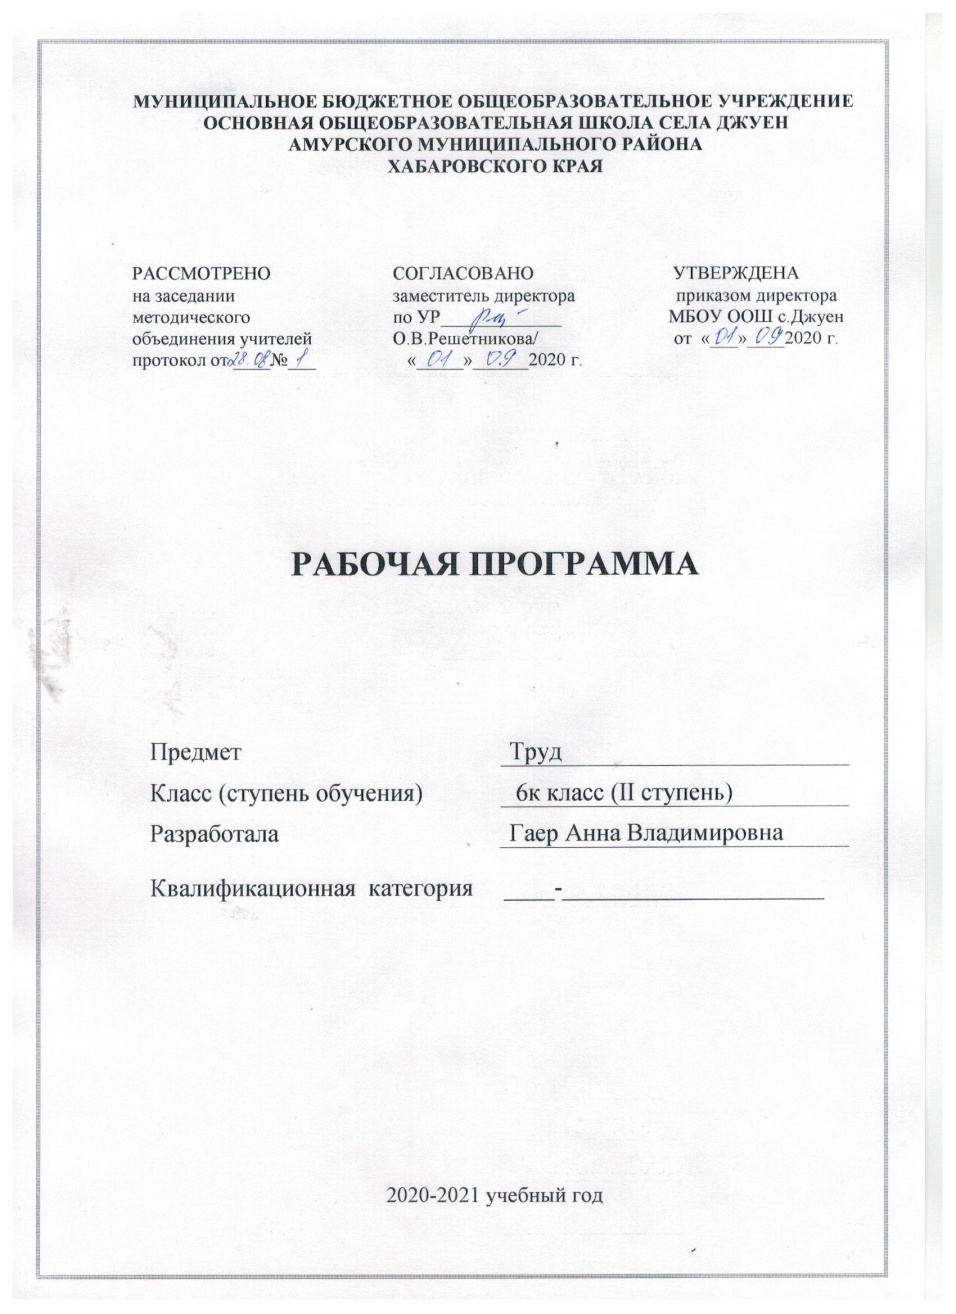 МУНИЦИПАЛЬНОЕ БЮДЖЕТНОЕ ОБЩЕОБРАЗОВАТЕЛЬНОЕ УЧРЕЖДЕНИЕ
ОСНОВНАЯ ОБЩЕОБРАЗОВАТЕЛЬНАЯ ШКОЛА СЕЛА ДЖУЕН
АМУРСКОГО МУНИЦИПАЛЬНОГО РАЙОНА
ХАБАРОВСКОГО КРАЯ
РАССМОТРЕНО
на заседании
методического
объединения учителей
протокол от 28.08 № 1
СОГЛАСОВАНО
заместитель директора
по УР
О.В.Решетникова/
« 01 » 09 2020 г.
УТВЕРЖДЕНА
приказом директора
МБОУ ООШ с.Джуен
от « 01 » 09 2020 г.
РАБОЧАЯ ПРОГРАММА
Предмет Труд
Класс (ступень обучения) 6к класс (II ступень)
Разработала Гаер Анна Владимировна
Квалификационная категория ____-____
2020-2021 учебный год